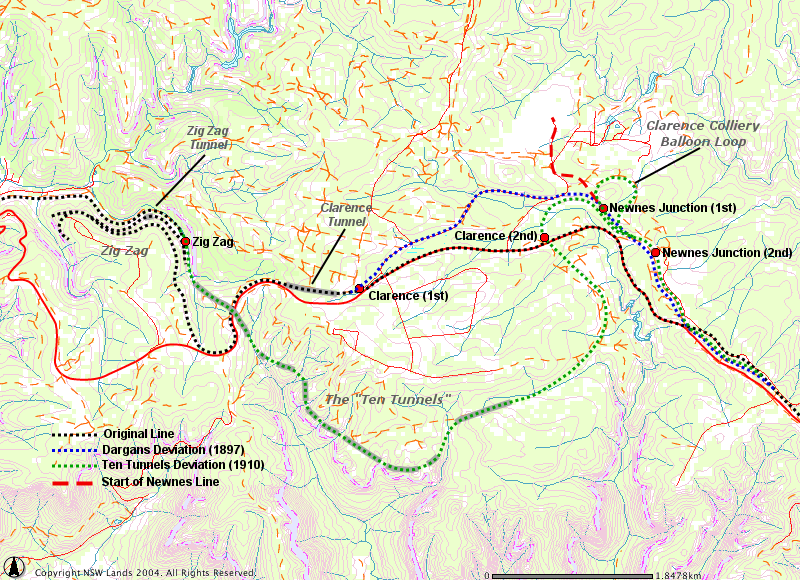 Zig Zag
Tunnel
Clarence Colliery
Balloon Loop
Clarence
Tunnel
Newnes Junction (1st)
Zig Zag
Zig Zag
Clarence (2nd)
Newnes Junction (2nd)
Clarence (1st)
The "Ten Tunnels"
Original Line
Dargans Deviation (1897)
Ten Tunnels Deviation (1910)
Start of Newnes Line
Copyright NSW Lands 2004. All Rights Reserved.
0
1.8478km